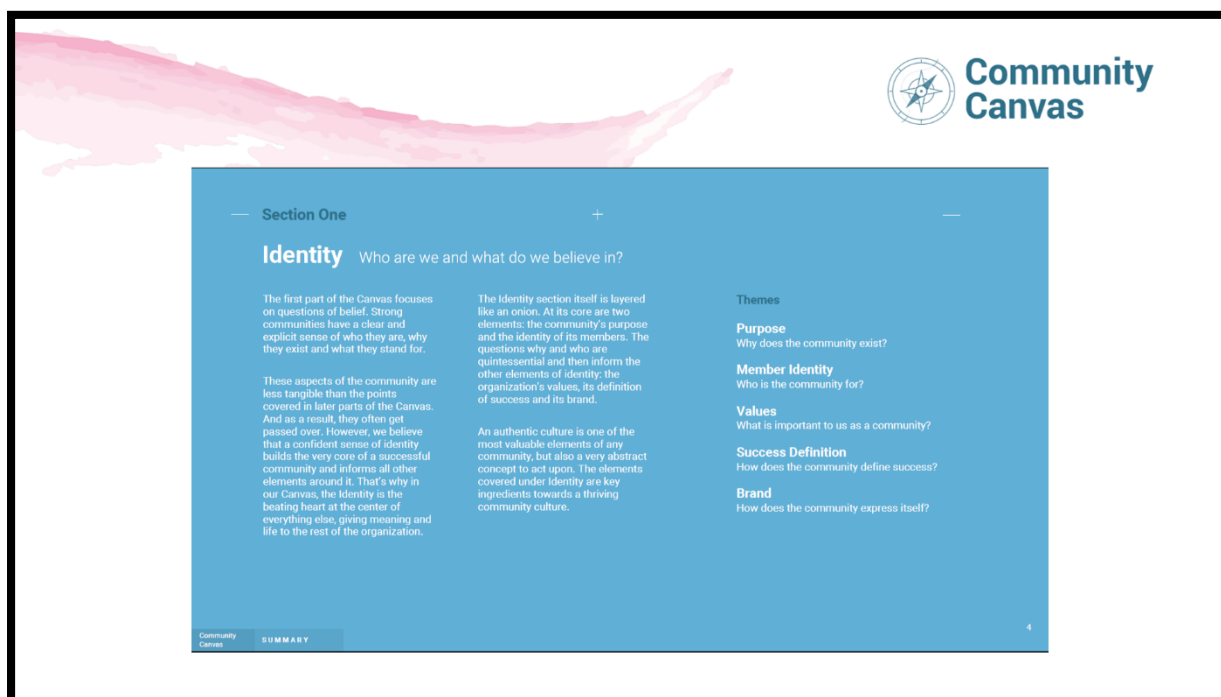 Community
Canvas
Section One
Identity Who are we and what do we believe in?
The first part of the Canvas focuses
on questions of belief. Strong
communities have a clear and
explicit sense of who they are, why
they exist and what they stand for.
These aspects of the community are
less tangible than the points
covered in later parts of the Canvas.
And as a result, they often get
passed over. However, we believe
that a confident sense of identity
builds the very core of a successful
community and informs all other
elements around it. That's why in
our Canvas, the Identity is the
beating heart at the center of
everything else, giving meaning and
life to the rest of the organization.
The Identity section itself is layered
like an onion. At its core are two
elements: the community's purpose
and the identity of its members. The
questions why and who are
quintessential and then inform the
other elements of identity: the
organization's values, its definition
of success and its brand.
An authentic culture is one of the
most valuable elements of any
community, but also a very abstract
concept to act upon. The elements
covered under Identity are key
ingredients towards a thriving
community culture.
Themes
Purpose
Why does the community exist?
Member Identity
Who is the community for?
Values
What is important to us as a community?
Success Definition
How does the community define success?
Brand
How does the community express itself?
Community
Canvas
SUMMARY
4